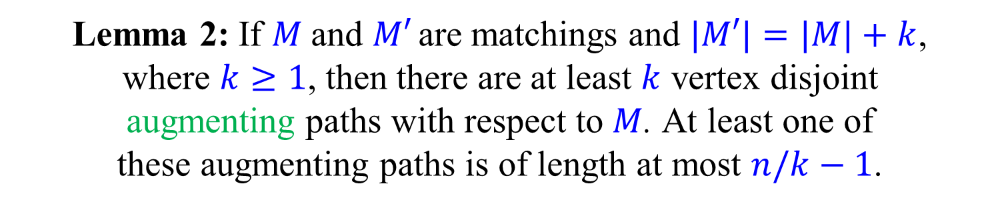 Lemma 2: If M and M′ are matchings and |M′| = |M| + k,
where k ≥ 1, then there are at least k vertex disjoint
augmenting paths with respect to M. At least one of
these augmenting paths is of length at most n/k − 1.